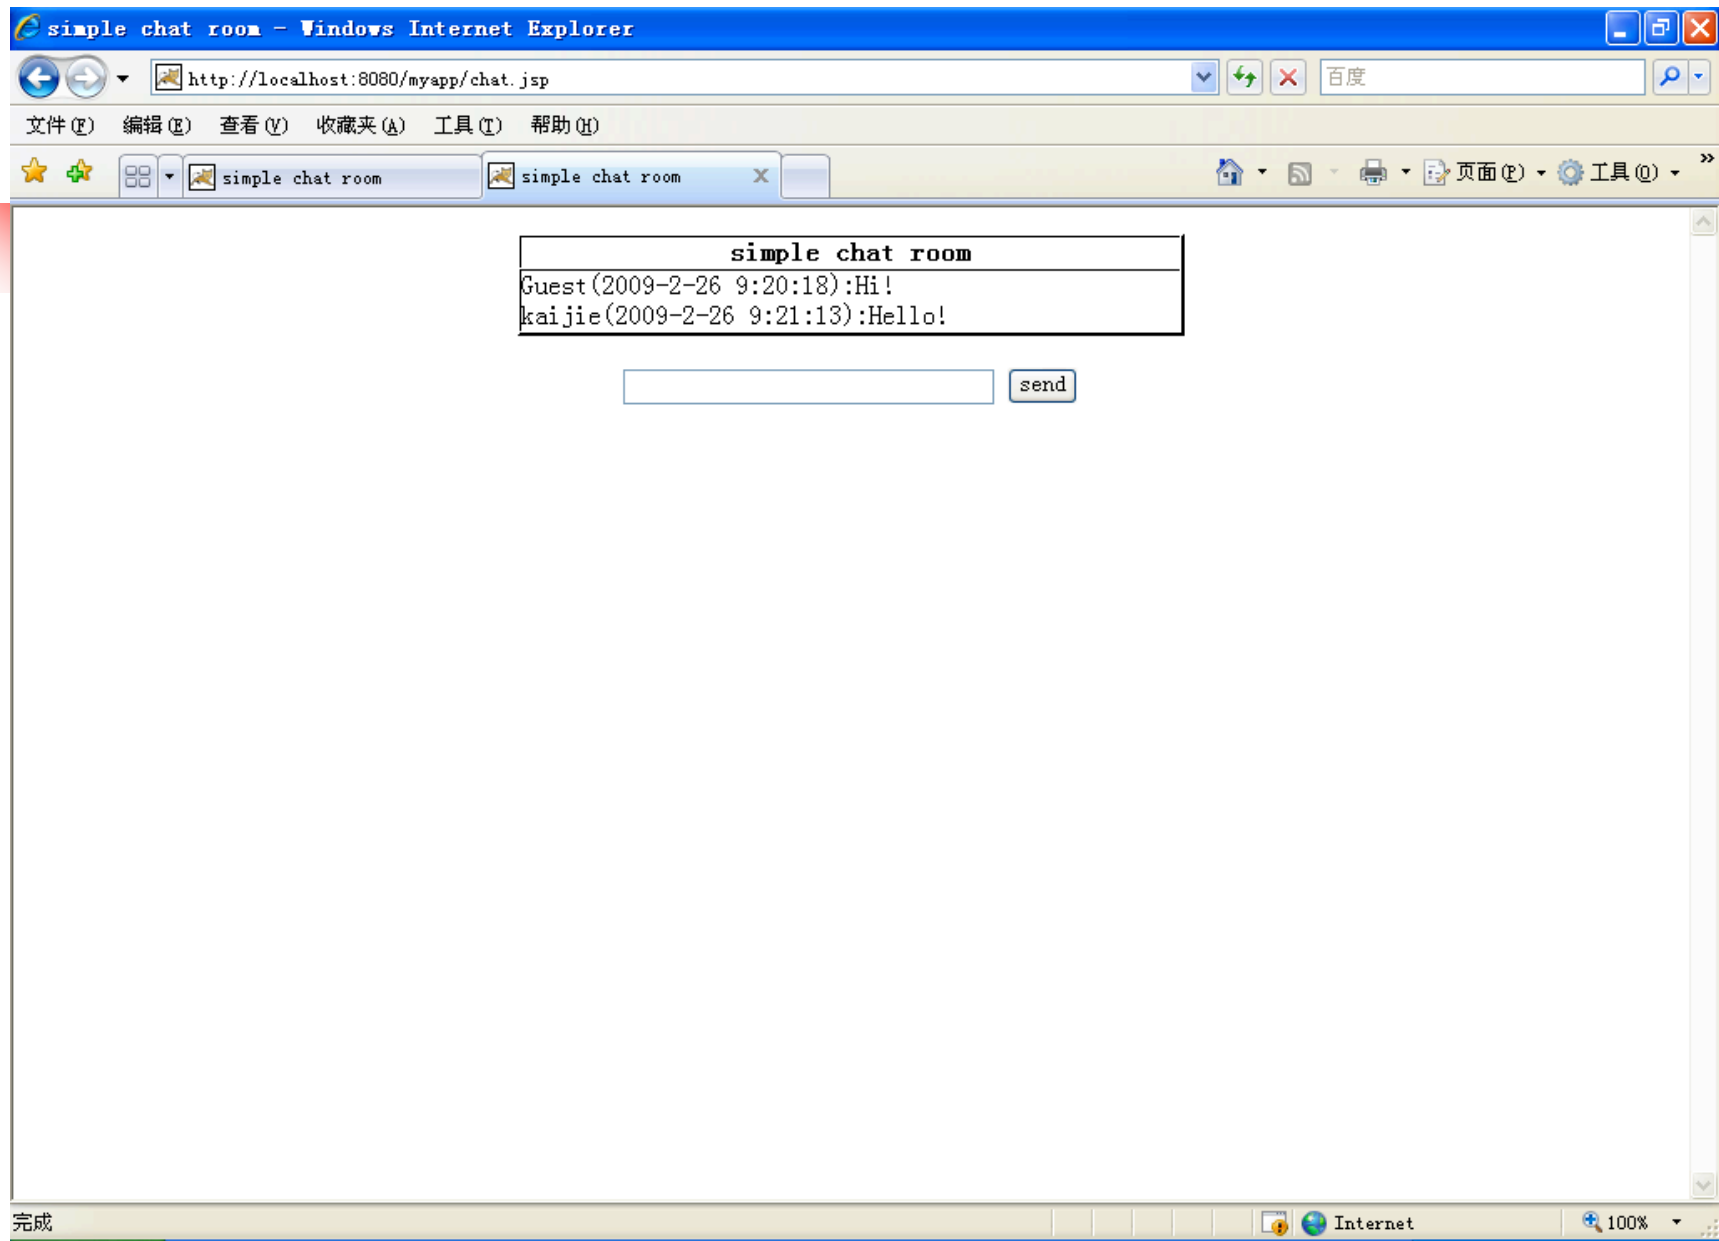 simple chat room - Windows Internet Explorer
http://localhost:8080/myapp/chat.jsp
百度
文件(F) 编辑(E) 查看(V) 收藏夹(A) 工具(T) 帮助(H)
simple chat room simple chat room 页面(P) 工具(O) »
simple chat room
Guest(2009-2-26 9:20:18):Hi!
kaijie(2009-2-26 9:21:13):Hello!
send
完成 Internet 100%